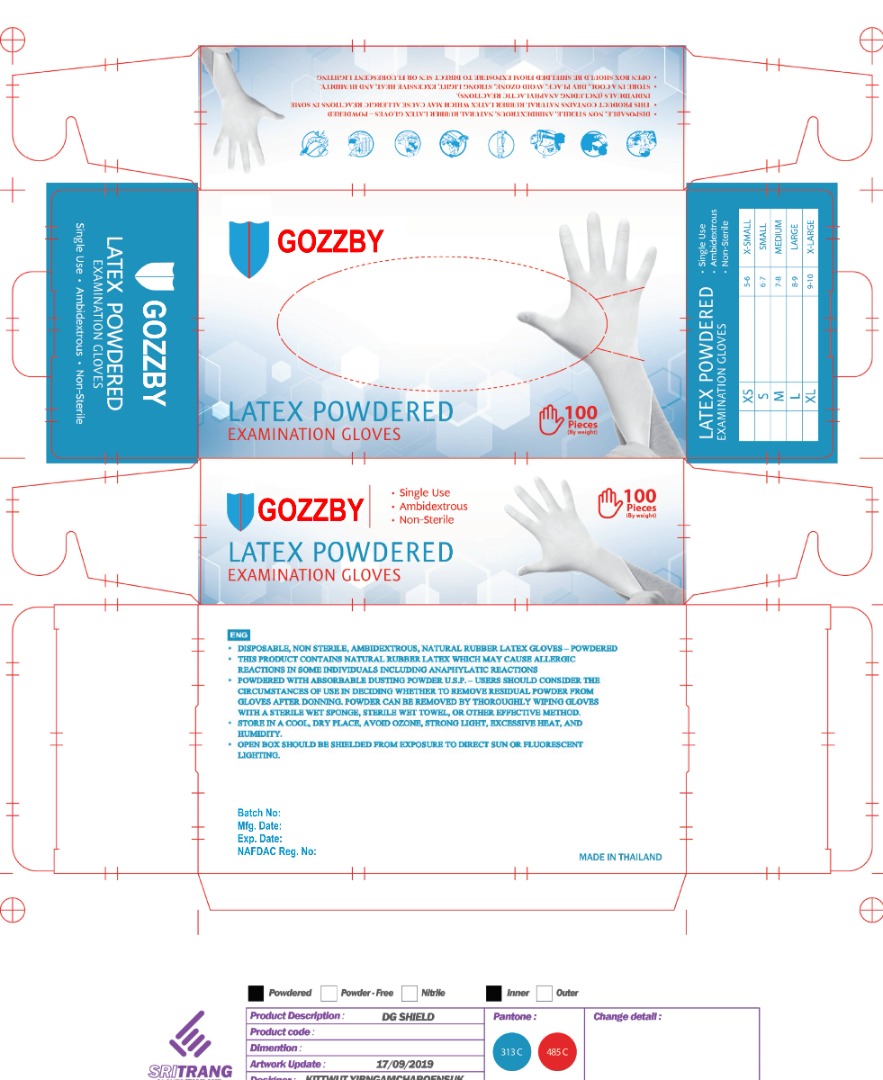 • OPEN BOX SHOULD BE SHIELDED FROM EXPOSURE TO DIRECT SUN OR FLUORESCENT LIGHTING
• STORE IN A COOL, DRY PLACE, AVOID OZONE, STRONG LIGHT, EXCESSIVE HEAT, AND HUMIDITY.
INDIVIDUALS (INCLUDING ANAPHYLACTIC REACTIONS).
• THIS PRODUCT CONTAINS NATURAL RUBBER LATEX WHICH MAY CAUSE ALLERGIC REACTIONS IN SOME
• DISPOSABLE, NON STERILE, AMBIDEXTROUS, NATURAL RUBBER LATEX GLOVES – POWDERED
GOZZBY
LATEX POWDERED
EXAMINATION GLOVES
Single Use • Ambidextrous • Non-Sterile
GOZZBY
LATEX POWDERED
EXAMINATION GLOVES
100
Pieces
(By weight)
LATEX POWDERED
EXAMINATION GLOVES
• Single Use
• Ambidextrous
• Non-Sterile
XS 5-6 X-SMALL
S 6-7 SMALL
M 7-8 MEDIUM
L 8-9 LARGE
XL 9-10 X-LARGE
GOZZBY
• Single Use
• Ambidextrous
• Non-Sterile
100
Pieces
(By weight)
LATEX POWDERED
EXAMINATION GLOVES
ENG
• DISPOSABLE, NON STERILE, AMBIDEXTROUS, NATURAL RUBBER LATEX GLOVES – POWDERED
• THIS PRODUCT CONTAINS NATURAL RUBBER LATEX WHICH MAY CAUSE ALLERGIC
REACTIONS IN SOME INDIVIDUALS INCLUDING ANAPHYLATIC REACTIONS
• POWDERED WITH ABSORBABLE DUSTING POWDER U.S.P. – USERS SHOULD CONSIDER THE
CIRCUMSTANCES OF USE IN DECIDING WHETHER TO REMOVE RESIDUAL POWDER FROM
GLOVES AFTER DONNING. POWDER CAN BE REMOVED BY THOROUGHLY WIPING GLOVES
WITH A STERILE WET SPONGE, STERILE WET TOWEL, OR OTHER EFFECTIVE METHOD.
• STORE IN A COOL, DRY PLACE, AVOID OZONE, STRONG LIGHT, EXCESSIVE HEAT, AND
HUMIDITY.
• OPEN BOX SHOULD BE SHIELDED FROM EXPOSURE TO DIRECT SUN OR FLUORESCENT
LIGHTING.
Batch No:
Mfg. Date:
Exp. Date:
NAFDAC Reg. No:
MADE IN THAILAND
Powdered Powder-Free Nitrile Inner Outer
SRITRANG
Product Description : DG SHIELD
Product code :
Dimention :
Artwork Update : 17/09/2019
Designer : KITTWUT YIRNGAMCHAROENSUK
Pantone :
313 C 485 C
Change detail :